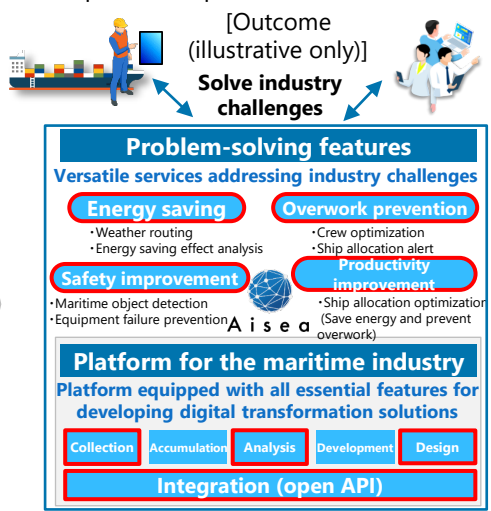 [Outcome
(illustrative only)]
Solve industry
challenges
Problem-solving features
Versatile services addressing industry challenges
Energy saving
・Weather routing
・Energy saving effect analysis
Overwork prevention
・Crew optimization
・Ship allocation alert
Safety improvement
・Maritime object detection
・Equipment failure prevention
Aisea
Productivity
improvement
・Ship allocation optimization
(Save energy and prevent
overwork)
Platform for the maritime industry
Platform equipped with all essential features for
developing digital transformation solutions
Collection
Accumulation
Analysis
Development
Design
Integration (open API)